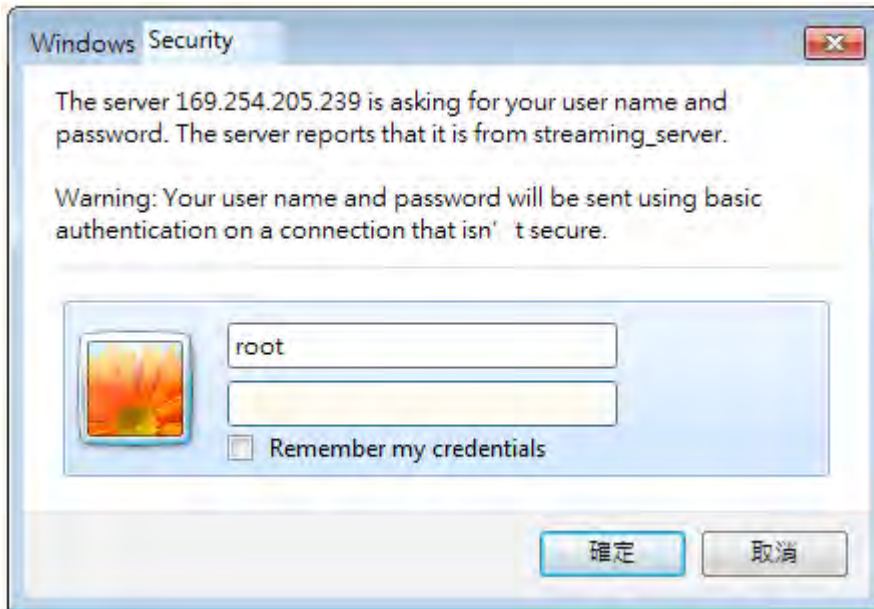 Windows Security
The server 169.254.205.239 is asking for your user name and
password. The server reports that it is from streaming_server.
Warning: Your user name and password will be sent using basic
authentication on a connection that isn’ t secure.
root
Remember my credentials
確定 取消